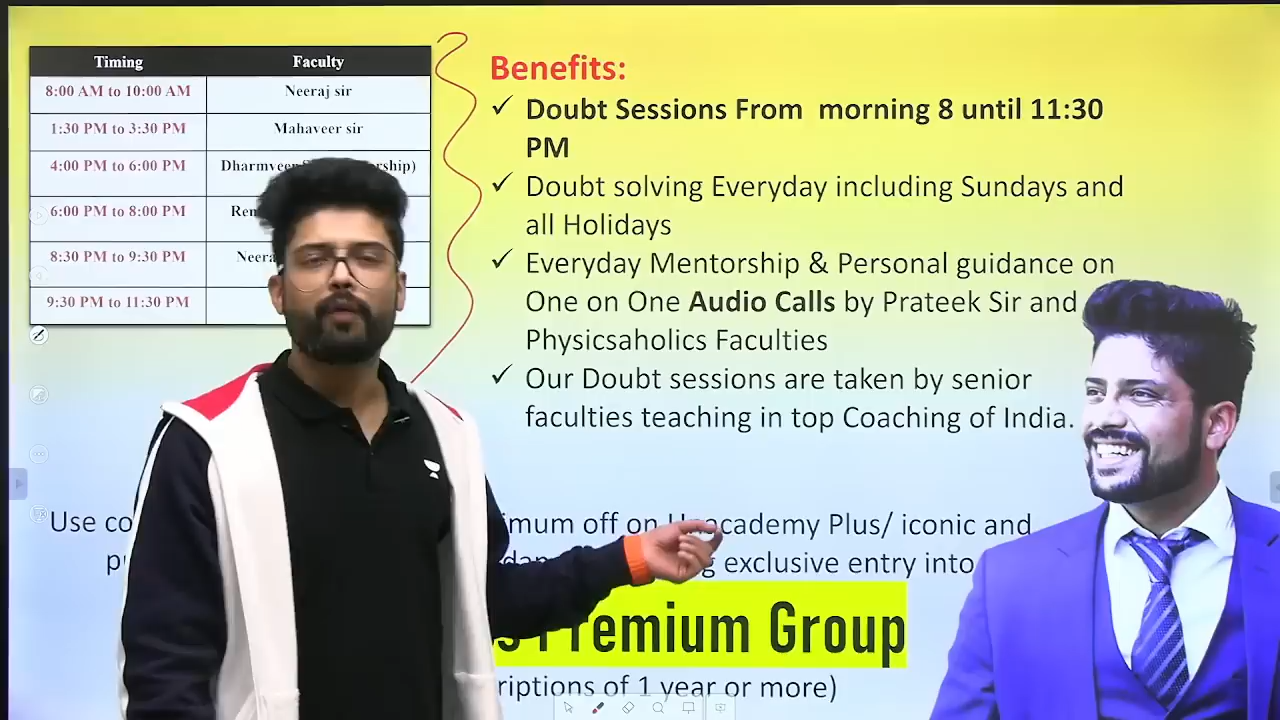 Timing Faculty
8:00 AM to 10:00 AM Neeraj sir
1:30 PM to 3:30 PM Mahaveer sir
4:00 PM to 6:00 PM Dharmveer
6:00 PM to 8:00 PM
8:30 PM to 9:30 PM
9:30 PM to 11:30 PM
Benefits:
✓ Doubt Sessions From morning 8 until 11:30
PM
✓ Doubt solving Everyday including Sundays and
all Holidays
✓ Everyday Mentorship & Personal guidance on
One on One Audio Calls by Prateek Sir and
Physicsaholics Faculties
✓ Our Doubt sessions are taken by senior
faculties teaching in top Coaching of India.
Use off on Unacademy Plus/ iconic and
exclusive entry into
Premium Group
of 1 year or more)